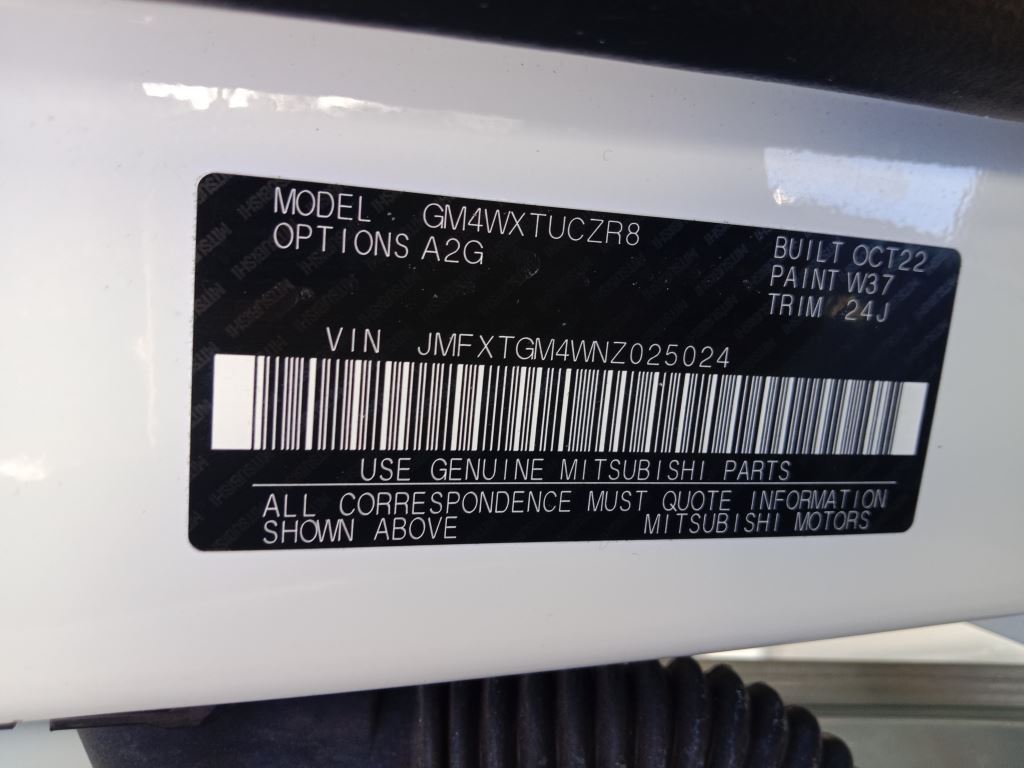 MODEL GM4WXTUCZR8
OPTIONS A2G
BUILT OCT22
PAINT W37
TRIM 24J
VIN JMFXTGM4WNZ025024
USE GENUINE MITSUBISHI PARTS
ALL CORRESPONDENCE MUST QUOTE INFORMATION
SHOWN ABOVE MITSUBISHI MOTORS